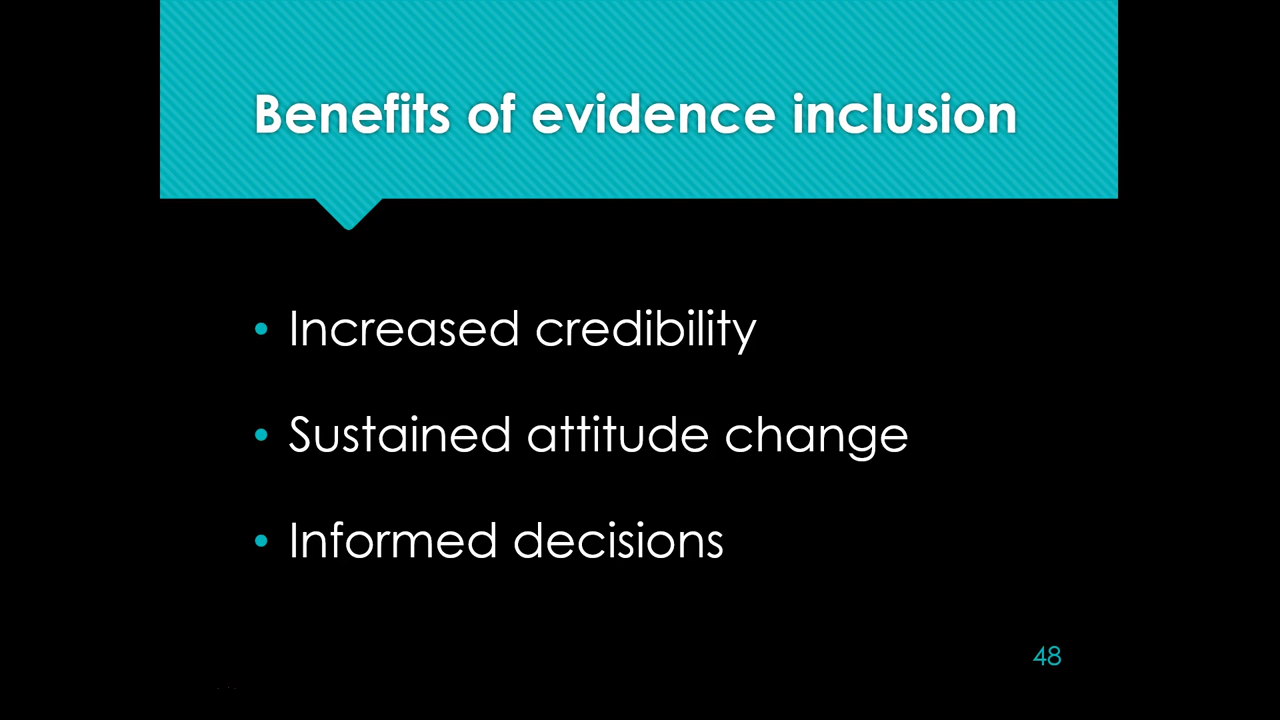 Benefits of evidence inclusion
• Increased credibility
• Sustained attitude change
• Informed decisions
48